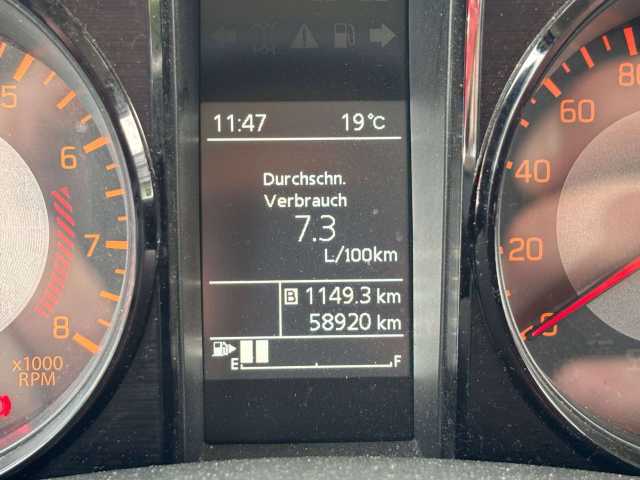 11:47 19°C
Durchschn.
Verbrauch
7.3
L/100km
B 1149.3 km
58920 km
E F
5
6
7
8
x1000
RPM
80
60
40
20
0